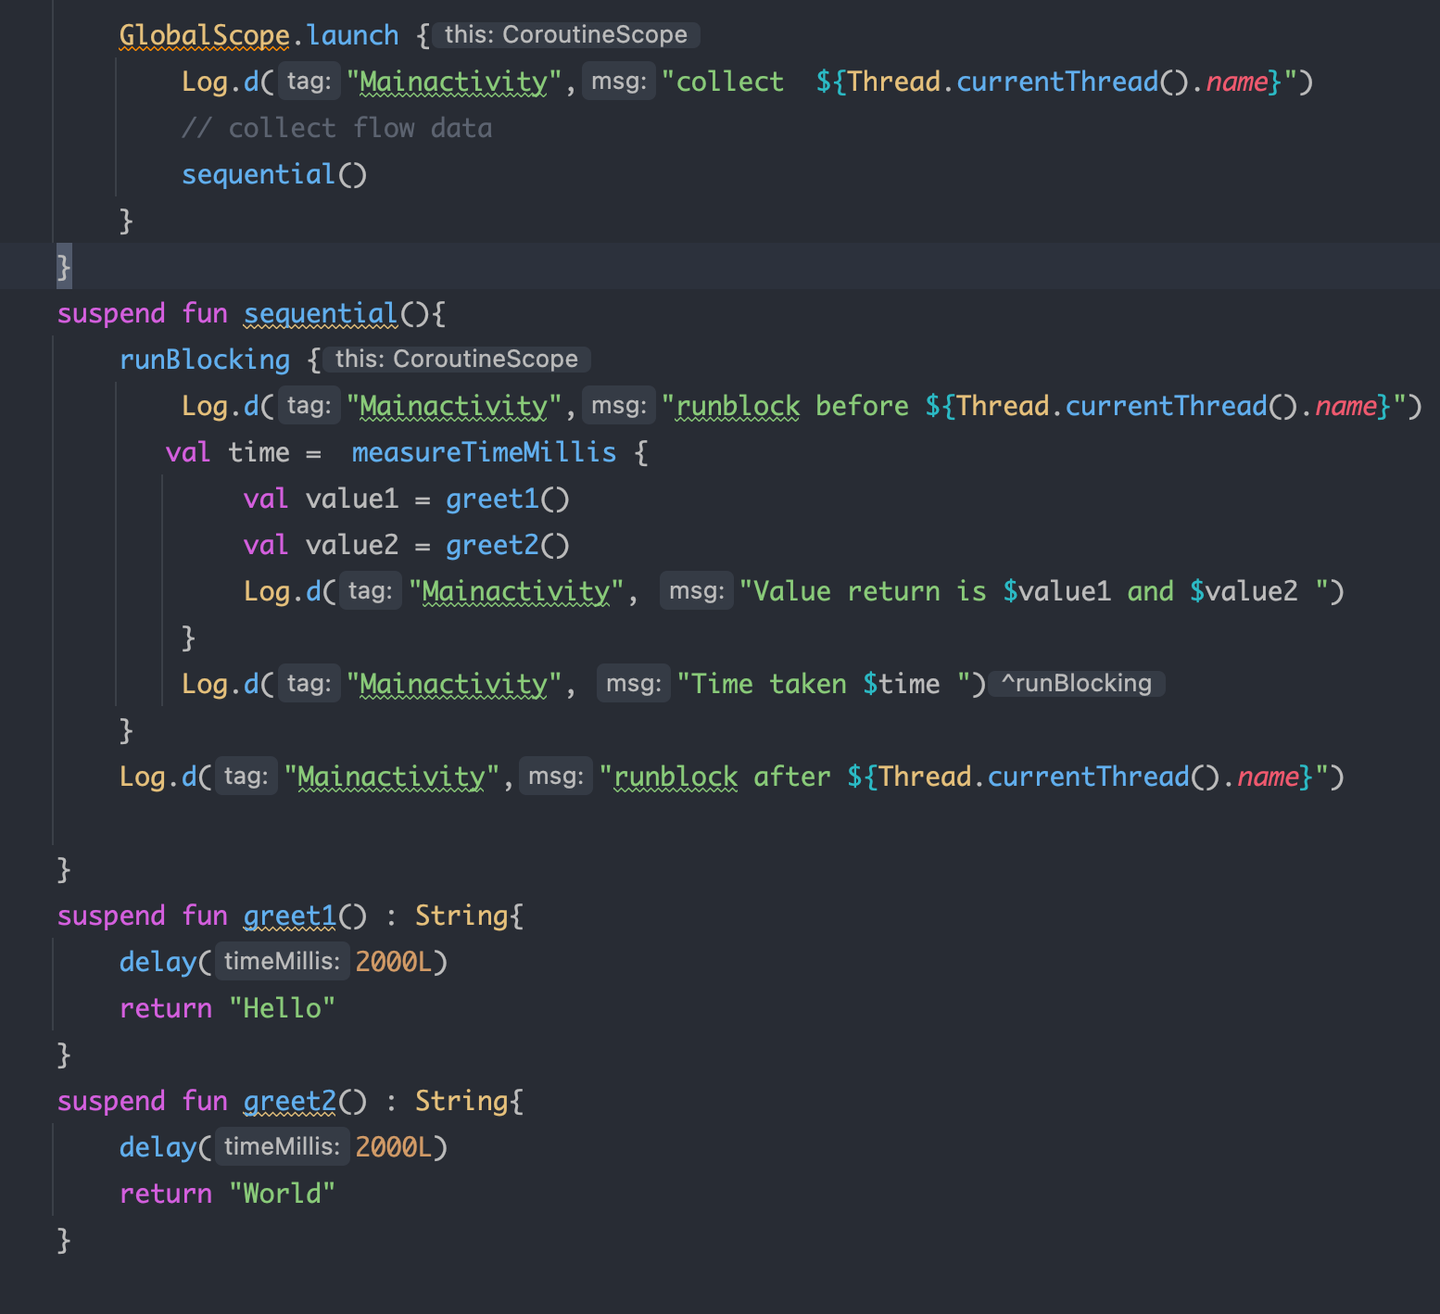 GlobalScope.launch { this: CoroutineScope
Log.d( tag: "Mainactivity", msg: "collect  ${Thread.currentThread().name}")
// collect flow data
sequential()
}
}
suspend fun sequential(){
runBlocking { this: CoroutineScope
Log.d( tag: "Mainactivity", msg: "runblock before ${Thread.currentThread().name}")
val time =  measureTimeMillis {
val value1 = greet1()
val value2 = greet2()
Log.d( tag: "Mainactivity", msg: "Value return is $value1 and $value2 ")
}
Log.d( tag: "Mainactivity", msg: "Time taken $time ") ^runBlocking
}
Log.d( tag: "Mainactivity", msg: "runblock after ${Thread.currentThread().name}")
}
suspend fun greet1() : String{
delay( timeMillis: 2000L)
return "Hello"
}
suspend fun greet2() : String{
delay( timeMillis: 2000L)
return "World"
}